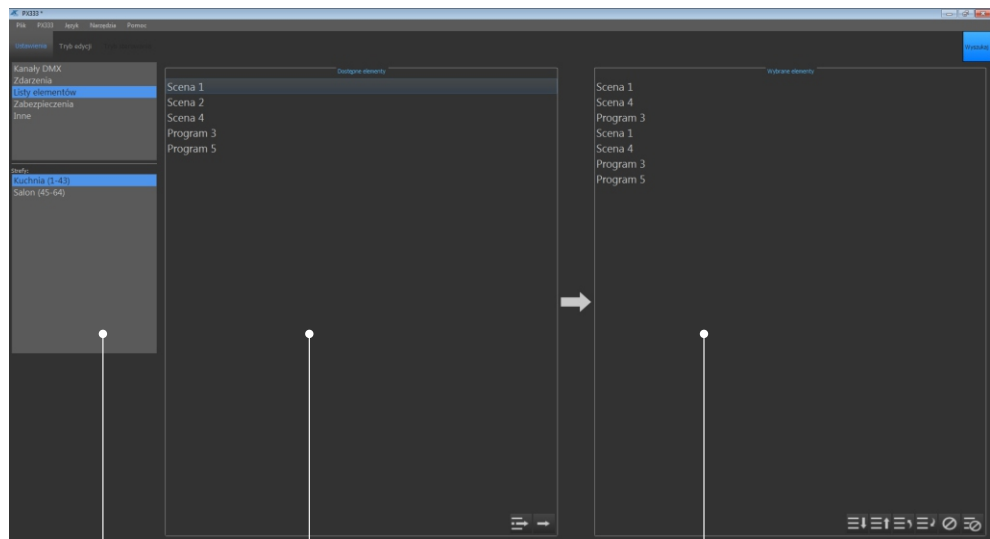 PX333 *
Plik PX333 Język Narzędzia Pomoc
Ustawienia Tryb edycji
Wyszukaj
Kanały DMX
Zdarzenia
Listy elementów
Zabezpieczenia
Inne
Strefy:
Kuchnia (1-43)
Salon (45-64)
Dostępne elementy
Scena 1
Scena 2
Scena 4
Program 3
Program 5
Wybrane elementy
Scena 1
Scena 4
Program 3
Scena 1
Scena 4
Program 3
Program 5